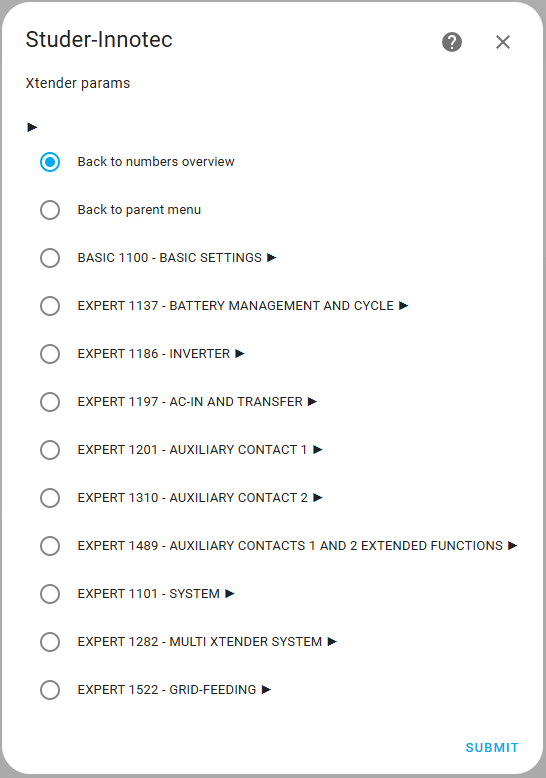 Studer-Innotec
Xtender params
►
Back to numbers overview
Back to parent menu
BASIC 1100 - BASIC SETTINGS ►
EXPERT 1137 - BATTERY MANAGEMENT AND CYCLE ►
EXPERT 1186 - INVERTER ►
EXPERT 1197 - AC-IN AND TRANSFER ►
EXPERT 1201 - AUXILIARY CONTACT 1 ►
EXPERT 1310 - AUXILIARY CONTACT 2 ►
EXPERT 1489 - AUXILIARY CONTACTS 1 AND 2 EXTENDED FUNCTIONS ►
EXPERT 1101 - SYSTEM ►
EXPERT 1282 - MULTI XTENDER SYSTEM ►
EXPERT 1522 - GRID-FEEDING ►
SUBMIT